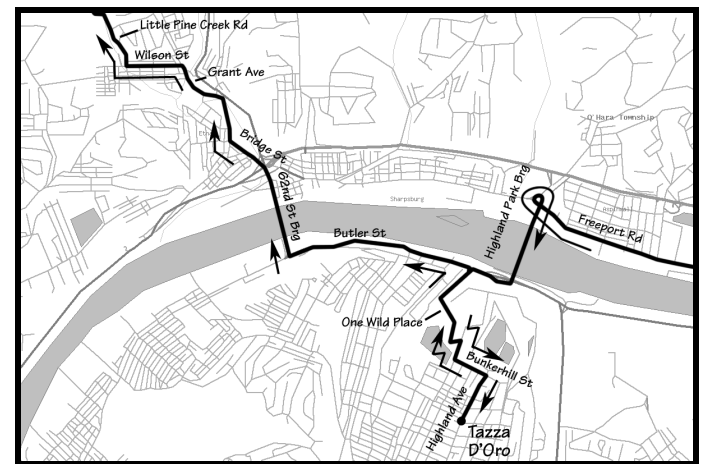 Little Pine Creek Rd
Wilson St
Grant Ave
O'Hara Township
Bridge St
62nd St Brg
Highland Park Brg
Sharpsburg
Freeport Rd
Butler St
One Wild Place
Bunkerhill St
Highland Ave
Tazza
D'Oro